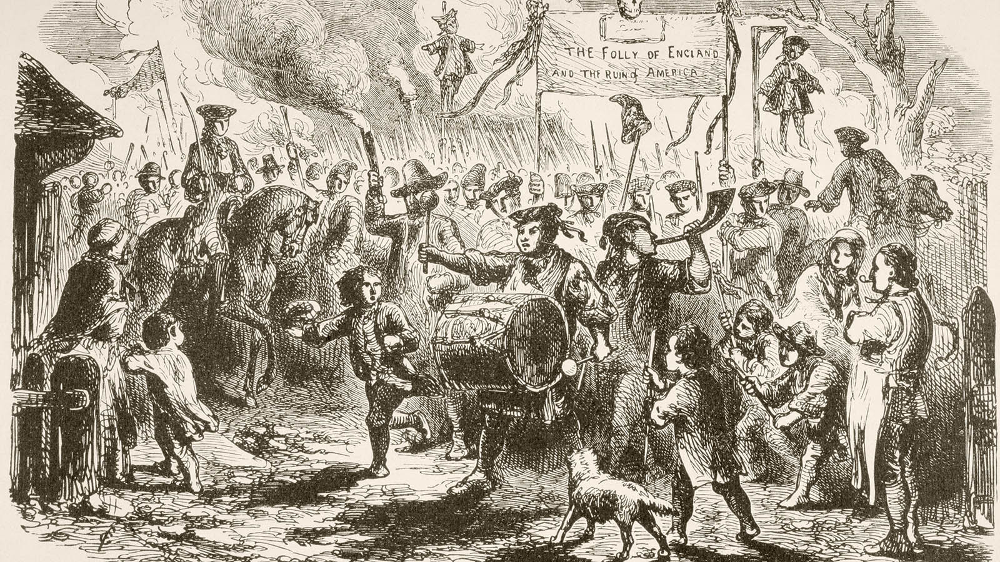 THE FOLLY OF ENGLAND
AND THE RUIN of AMERICA